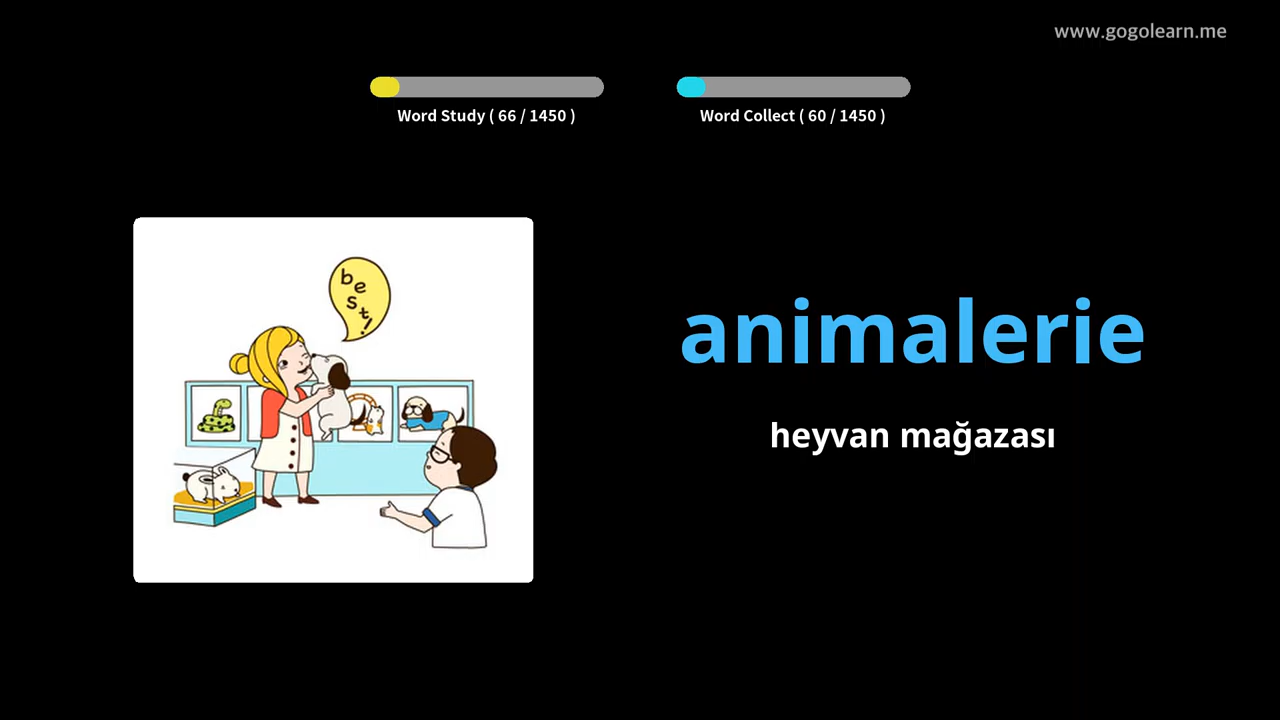 www.gogolearn.me
Word Study ( 66 / 1450 )
Word Collect ( 60 / 1450 )
best!
animalerie
heyvan mağazası